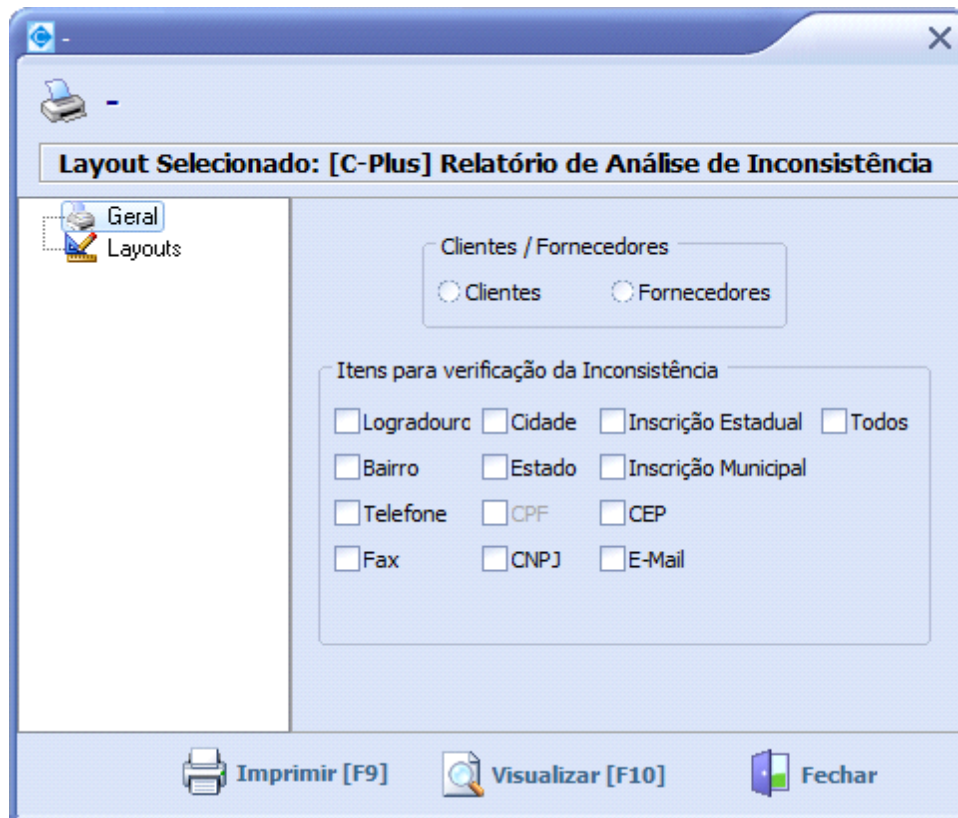 -
-
Layout Selecionado: [C-Plus] Relatório de Análise de Inconsistência
Geral
Layouts
Clientes / Fornecedores
Clientes Fornecedores
Itens para verificação da Inconsistência
Logradouro Cidade Inscrição Estadual Todos
Bairro Estado Inscrição Municipal
Telefone CPF CEP
Fax CNPJ E-Mail
Imprimir [F9] Visualizar [F10] Fechar